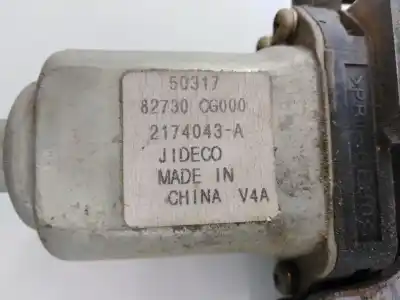 50317
82730 CG000
2174043-A
JIDECO
MADE IN
CHINA V4A